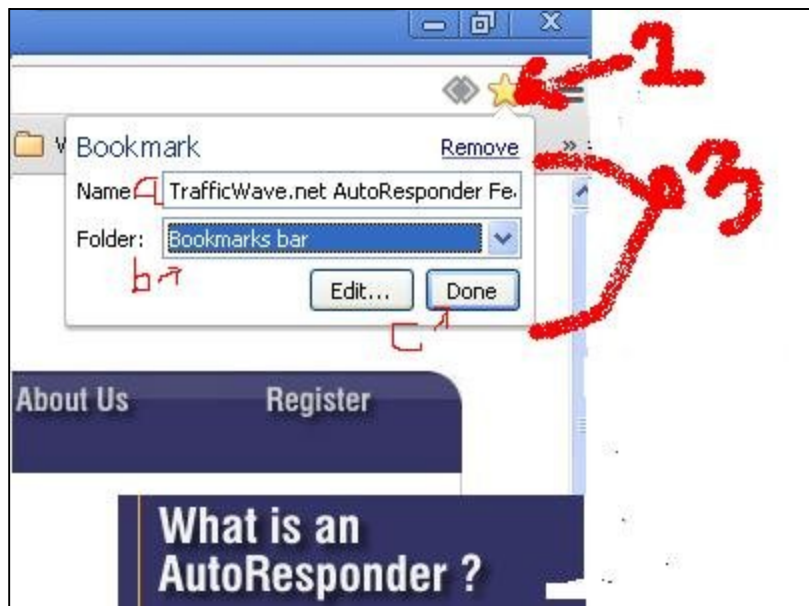 2
V Bookmark Remove »
Name a TrafficWave.net AutoResponder Fe
3
Folder: Bookmarks bar
b
Edit... Done
c
About Us Register
What is an
AutoResponder ?